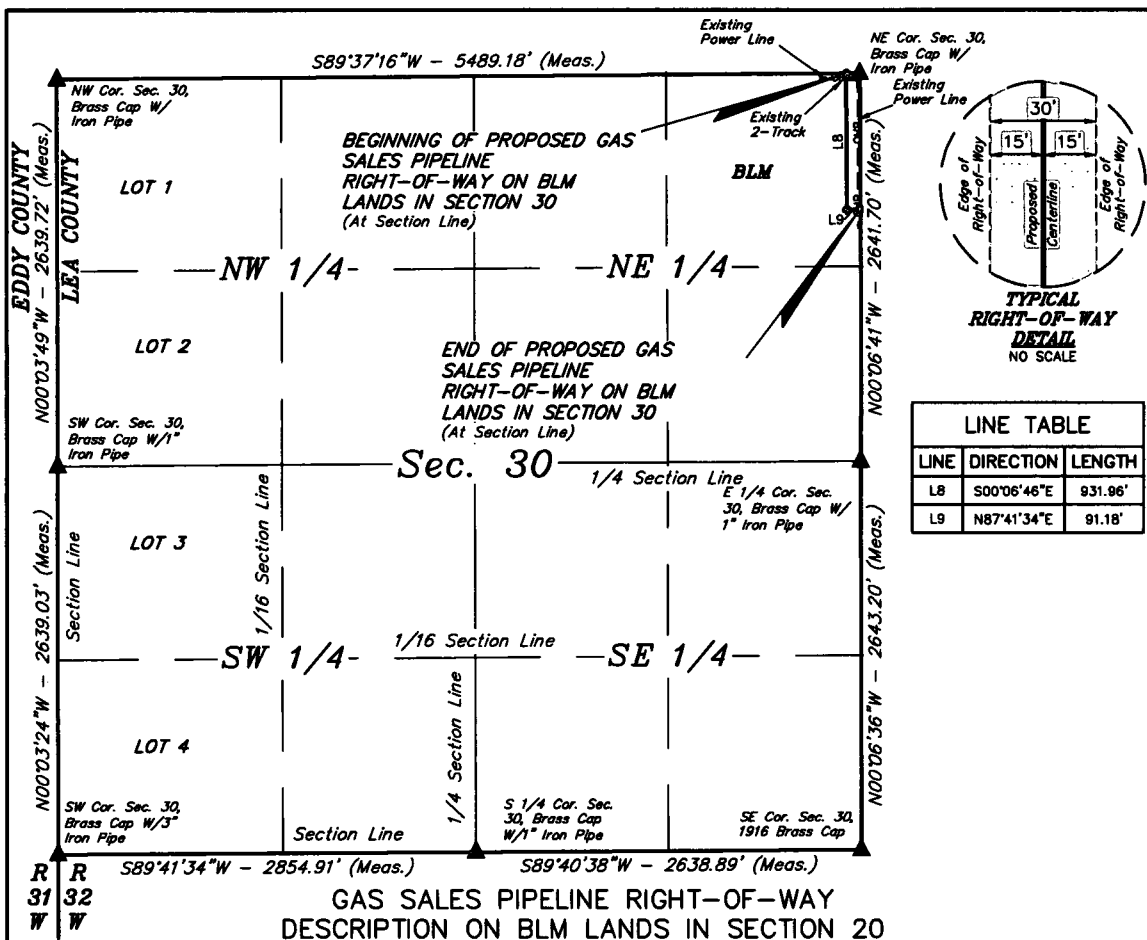 S89°37'16"W - 5489.18' (Meas.)
Existing
Power Line
NE Cor. Sec. 30,
Brass Cap W/
Iron Pipe
NW Cor. Sec. 30,
Brass Cap W/
Iron Pipe
Existing
2-Track
Existing
Power Line
BEGINNING OF PROPOSED GAS
SALES PIPELINE
RIGHT-OF-WAY ON BLM
LANDS IN SECTION 30
(At Section Line)
BLM
L8
L9
EDDY COUNTY
LEA COUNTY
N00°03'49"W - 2639.72' (Meas.)
N00°06'41"W - 2641.70' (Meas.)
LOT 1
NW 1/4
NE 1/4
LOT 2
END OF PROPOSED GAS
SALES PIPELINE
RIGHT-OF-WAY ON BLM
LANDS IN SECTION 30
(At Section Line)
30'
15'
15'
Edge of
Right-of-Way
Proposed
Centerline
Edge of
Right-of-Way
TYPICAL
RIGHT-OF-WAY
DETAIL
NO SCALE
SW Cor. Sec. 30,
Brass Cap W/1"
Iron Pipe
Sec. 30
1/4 Section Line
E 1/4 Cor. Sec.
30, Brass Cap W/
1" Iron Pipe
LINE TABLE
LINE DIRECTION LENGTH
L8 S00°06'46"E 931.96'
L9 N87°41'34"E 91.18'
LOT 3
Section Line
1/16 Section Line
N00°03'24"W - 2639.03' (Meas.)
N00°06'36"W - 2643.20' (Meas.)
1/16 Section Line
SW 1/4
SE 1/4
LOT 4
1/4 Section Line
SW Cor. Sec. 30,
Brass Cap W/3"
Iron Pipe
S 1/4 Cor. Sec.
30, Brass Cap
W/1" Iron Pipe
SE Cor. Sec. 30,
1916 Brass Cap
Section Line
S89°41'34"W - 2854.91' (Meas.)
S89°40'38"W - 2638.89' (Meas.)
R R
31 32
W W
GAS SALES PIPELINE RIGHT-OF-WAY
DESCRIPTION ON BLM LANDS IN SECTION 20